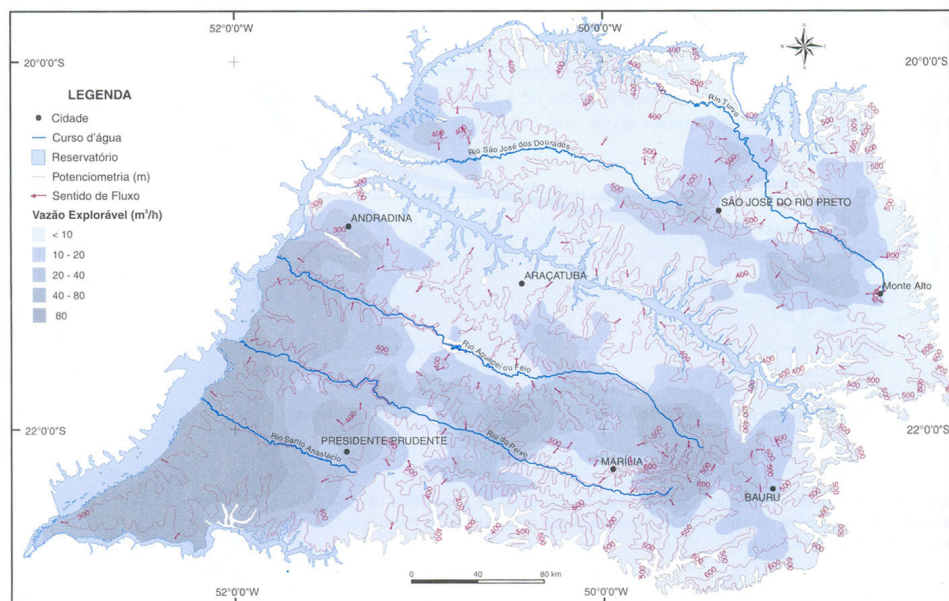 52°0'0"W
50°0'0"W
20°0'0"S
20°0'0"S
LEGENDA
Cidade
Curso d'água
Reservatório
Potenciometria (m)
Sentido de Fluxo
Vazão Explorável (m³/h)
< 10
10 - 20
20 - 40
40 - 80
80
Rio Turvo
Rio São José dos Dourados
SÃO JOSÉ DO RIO PRETO
ANDRADINA
ARAÇATUBA
Monte Alto
Rio Aguapeí ou Feio
22°0'0"S
22°0'0"S
Rio Santo Anastácio
PRESIDENTE PRUDENTE
Rio do Peixe
MARÍLIA
BAURU
300
400
500
600
0 40 80 km
52°0'0"W
50°0'0"W